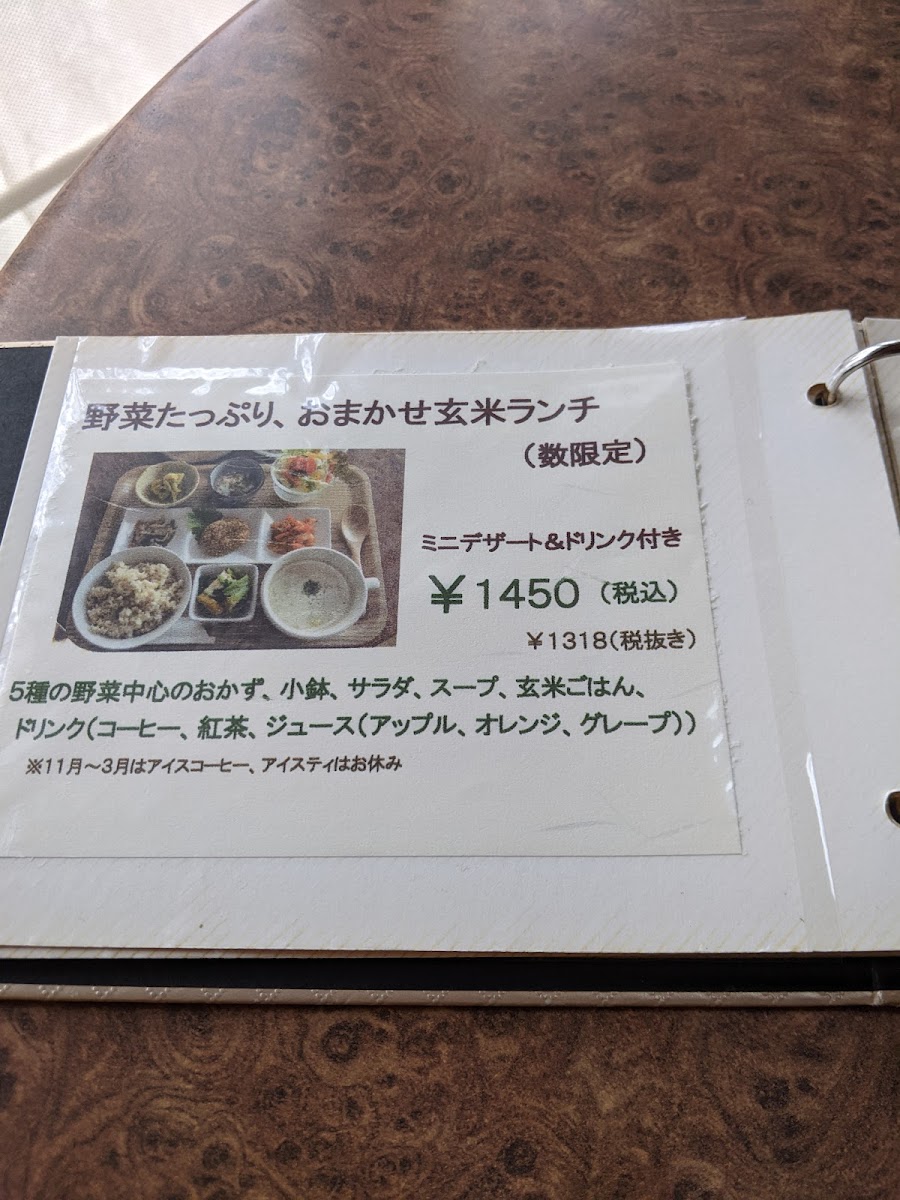 野菜たっぷり、おまかせ玄米ランチ
（数限定）
ミニデザート&ドリンク付き
￥1450（税込）
￥1318（税抜き）
5種の野菜中心のおかず、小鉢、サラダ、スープ、玄米ごはん、
ドリンク（コーヒー、紅茶、ジュース（アップル、オレンジ、グレープ））
※11月～3月はアイスコーヒー、アイスティはお休み